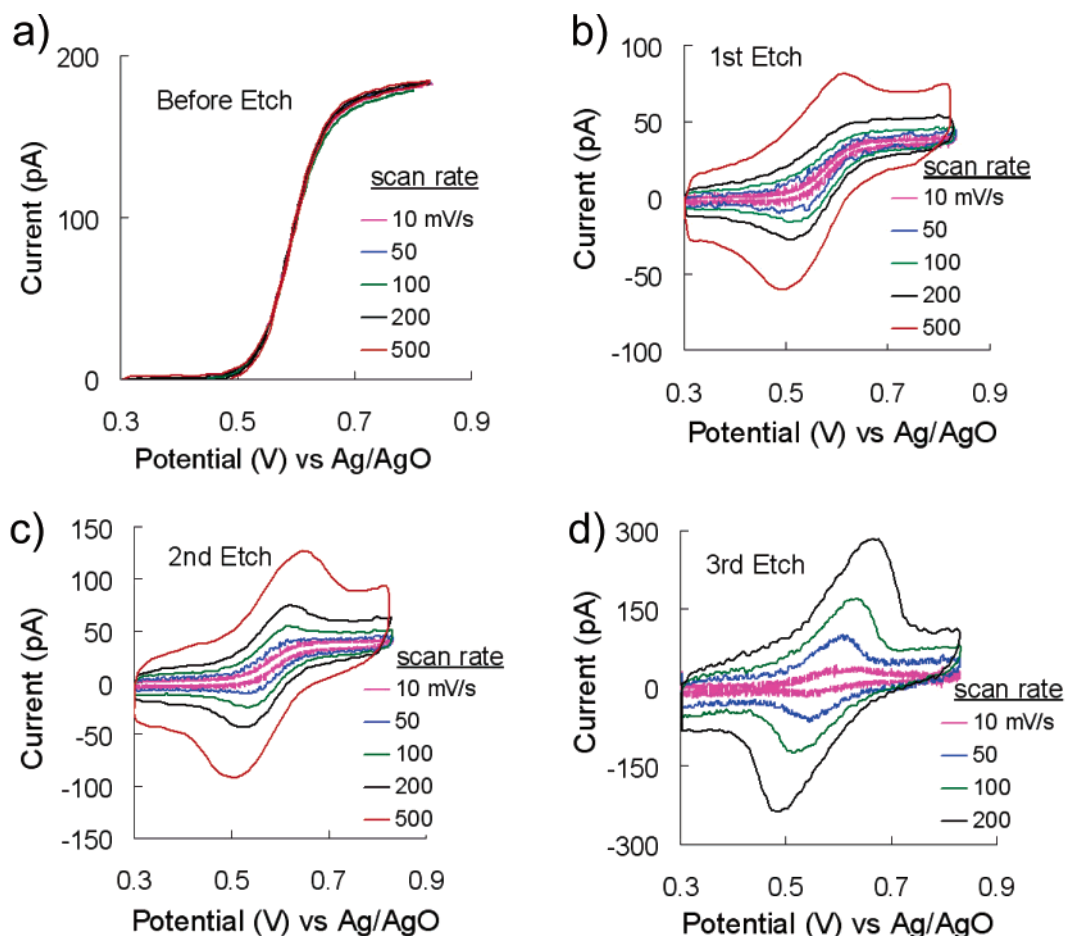 a)
Before Etch
Current (pA)
200
100
0
scan rate
10 mV/s
50
100
200
500
0.3 0.5 0.7 0.9
Potential (V) vs Ag/AgO
b)
1st Etch
Current (pA)
100
50
0
-50
-100
scan rate
10 mV/s
50
100
200
500
0.3 0.5 0.7 0.9
Potential (V) vs Ag/AgO
c)
2nd Etch
Current (pA)
150
100
50
0
-50
-100
-150
scan rate
10 mV/s
50
100
200
500
0.3 0.5 0.7 0.9
Potential (V) vs Ag/AgO
d)
3rd Etch
Current (pA)
300
150
0
-150
-300
scan rate
10 mV/s
50
100
200
0.3 0.5 0.7 0.9
Potential (V) vs Ag/AgO